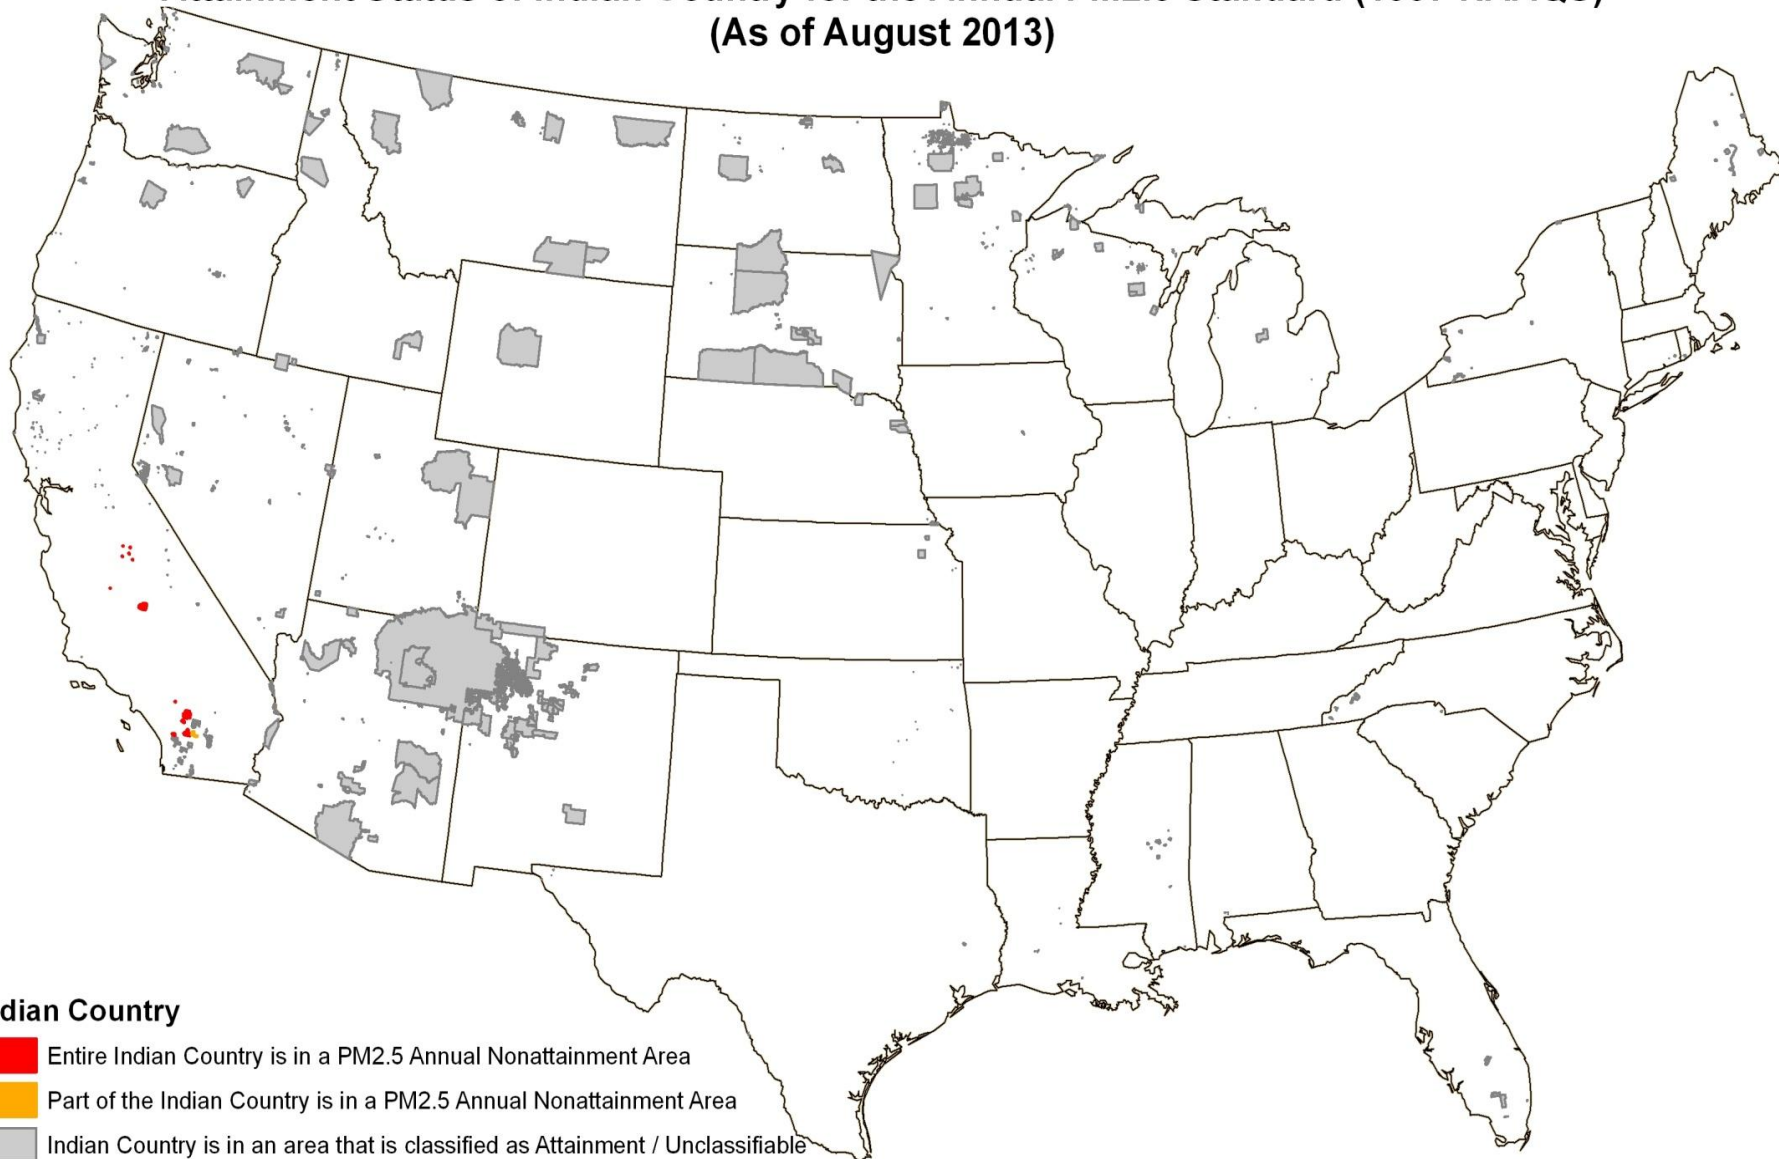 (As of August 2013)
dian Country
Entire Indian Country is in a PM2.5 Annual Nonattainment Area
Part of the Indian Country is in a PM2.5 Annual Nonattainment Area
Indian Country is in an area that is classified as Attainment / Unclassifiable